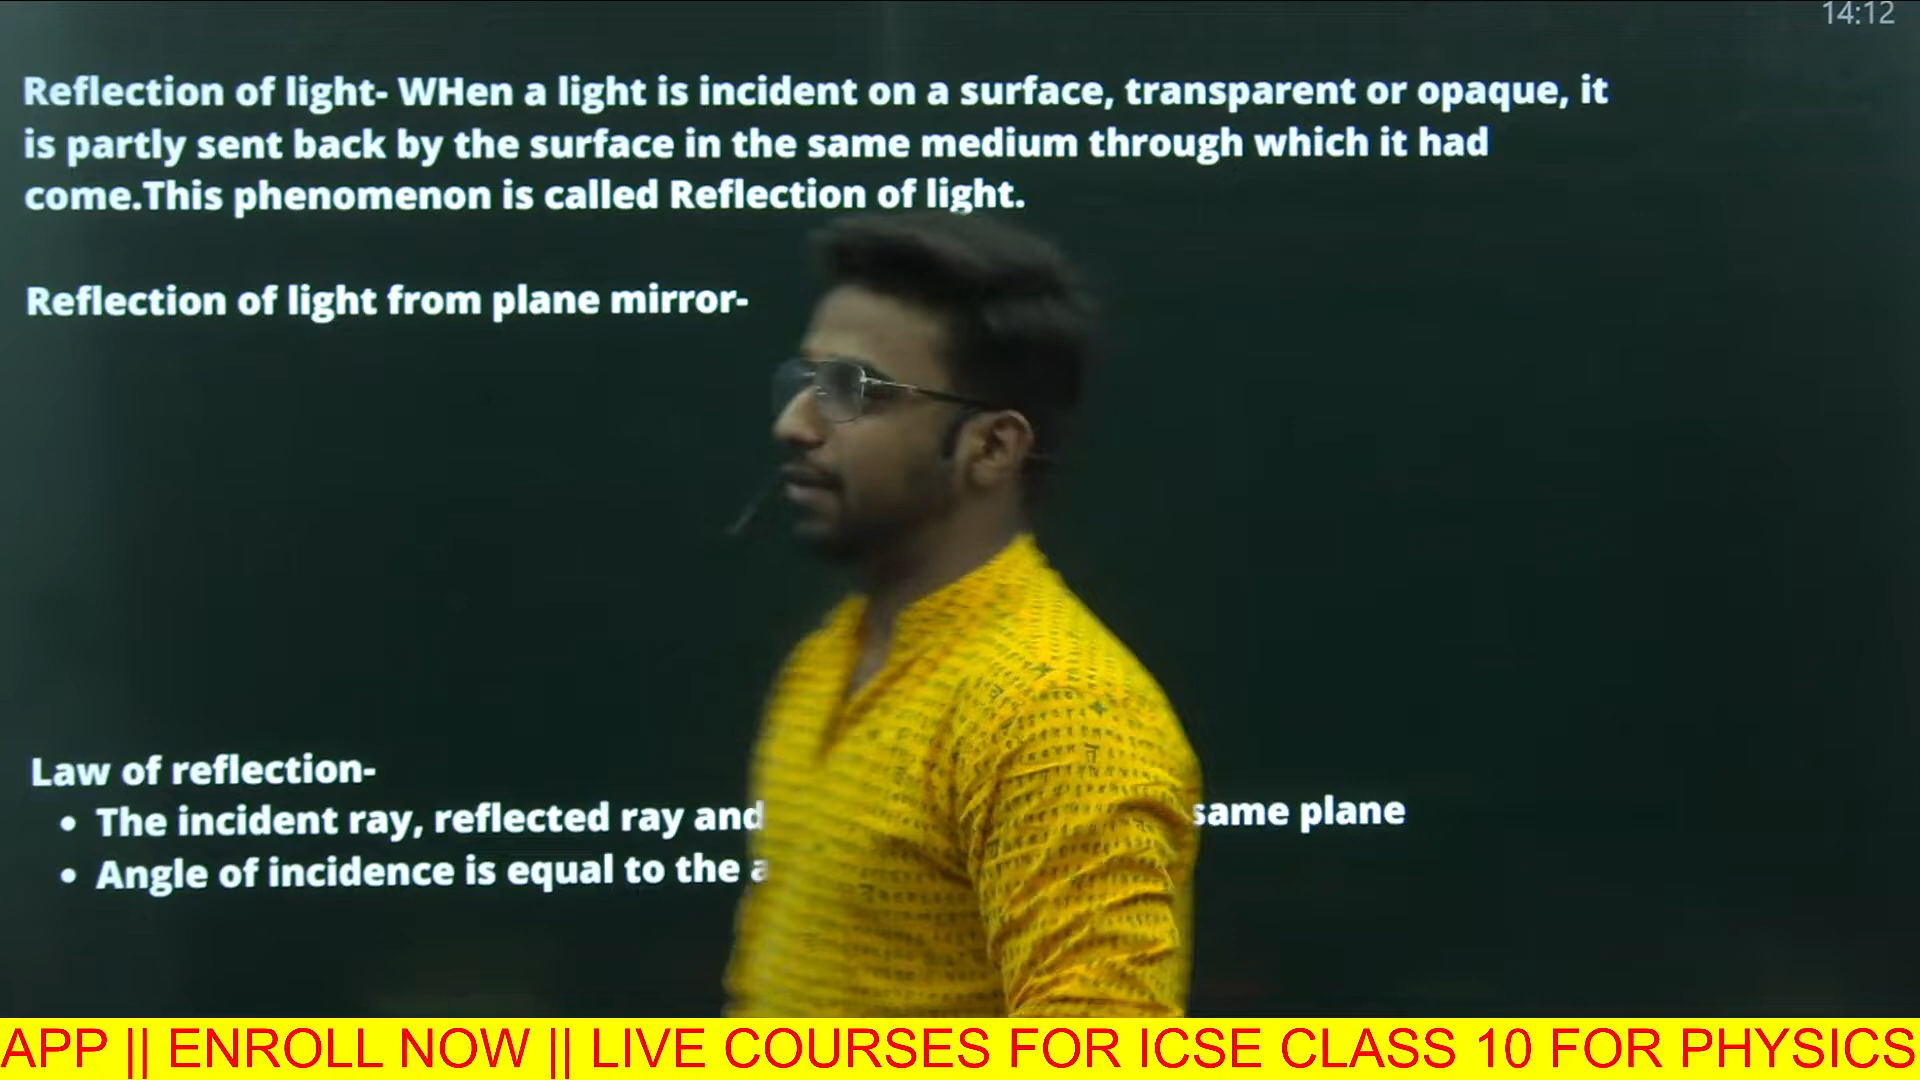 14:12
Reflection of light- WHen a light is incident on a surface, transparent or opaque, it
is partly sent back by the surface in the same medium through which it had
come.This phenomenon is called Reflection of light.
Reflection of light from plane mirror-
Law of reflection-
• The incident ray, reflected ray and same plane
• Angle of incidence is equal to the
APP || ENROLL NOW || LIVE COURSES FOR ICSE CLASS 10 FOR PHYSICS